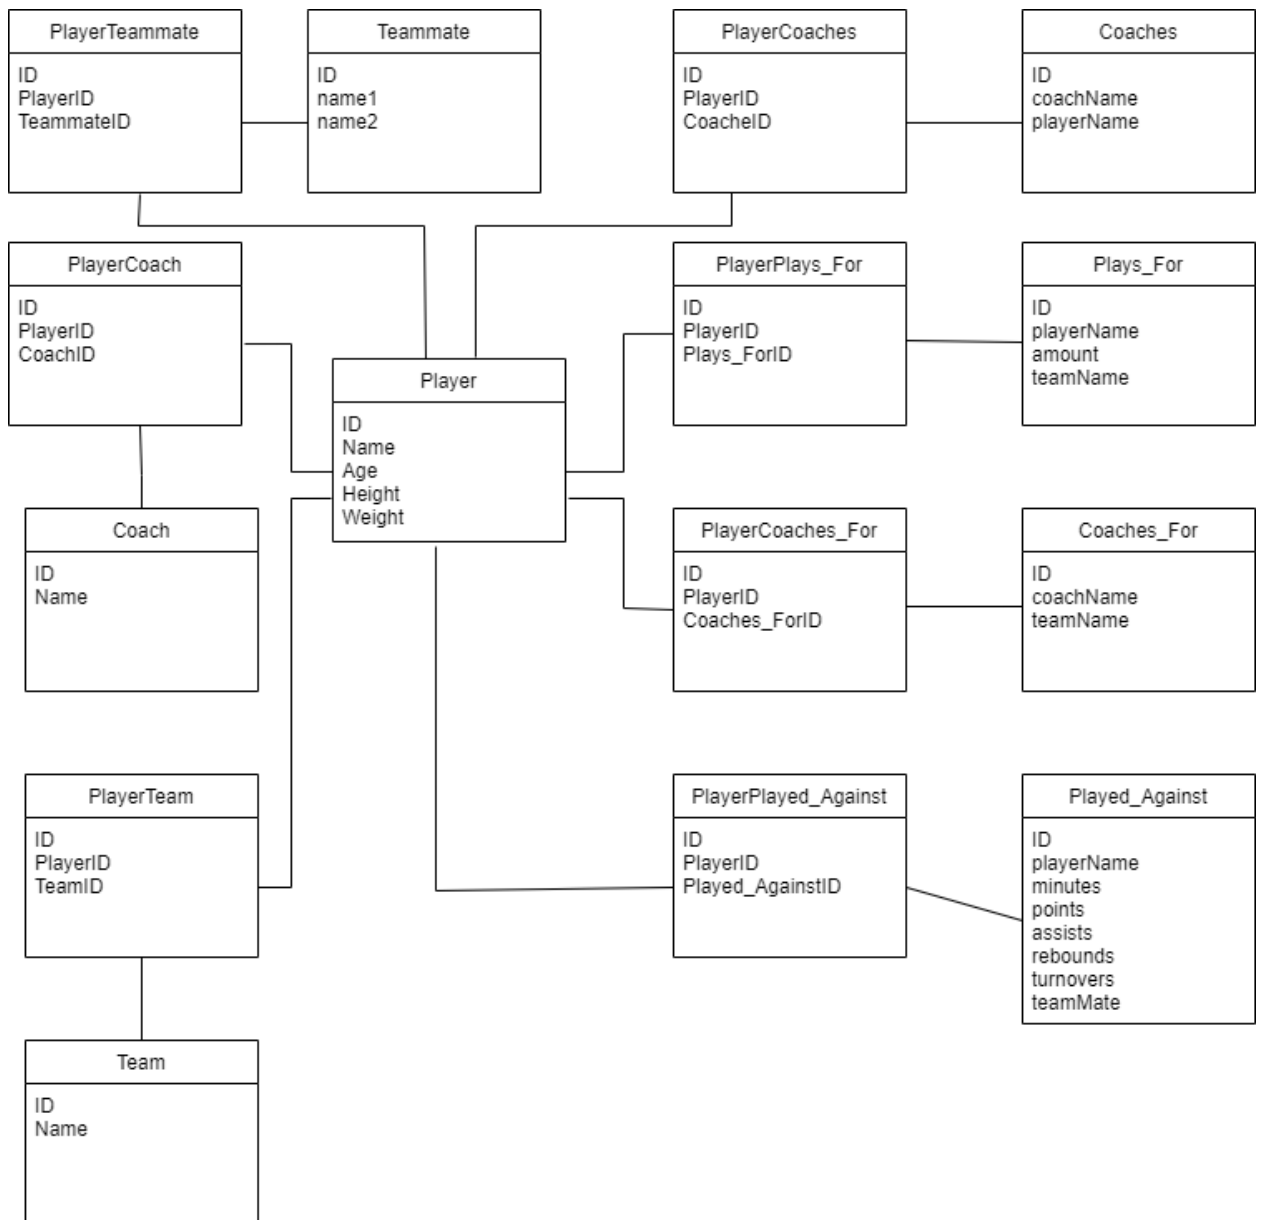 PlayerTeammate
ID
PlayerID
TeammateID
Teammate
ID
name1
name2
PlayerCoaches
ID
PlayerID
CoacheID
Coaches
ID
coachName
playerName
PlayerCoach
ID
PlayerID
CoachID
Player
ID
Name
Age
Height
Weight
PlayerPlays_For
ID
PlayerID
Plays_ForID
Plays_For
ID
playerName
amount
teamName
Coach
ID
Name
PlayerCoaches_For
ID
PlayerID
Coaches_ForID
Coaches_For
ID
coachName
teamName
PlayerTeam
ID
PlayerID
TeamID
PlayerPlayed_Against
ID
PlayerID
Played_AgainstID
Played_Against
ID
playerName
minutes
points
assists
rebounds
turnovers
teamMate
Team
ID
Name